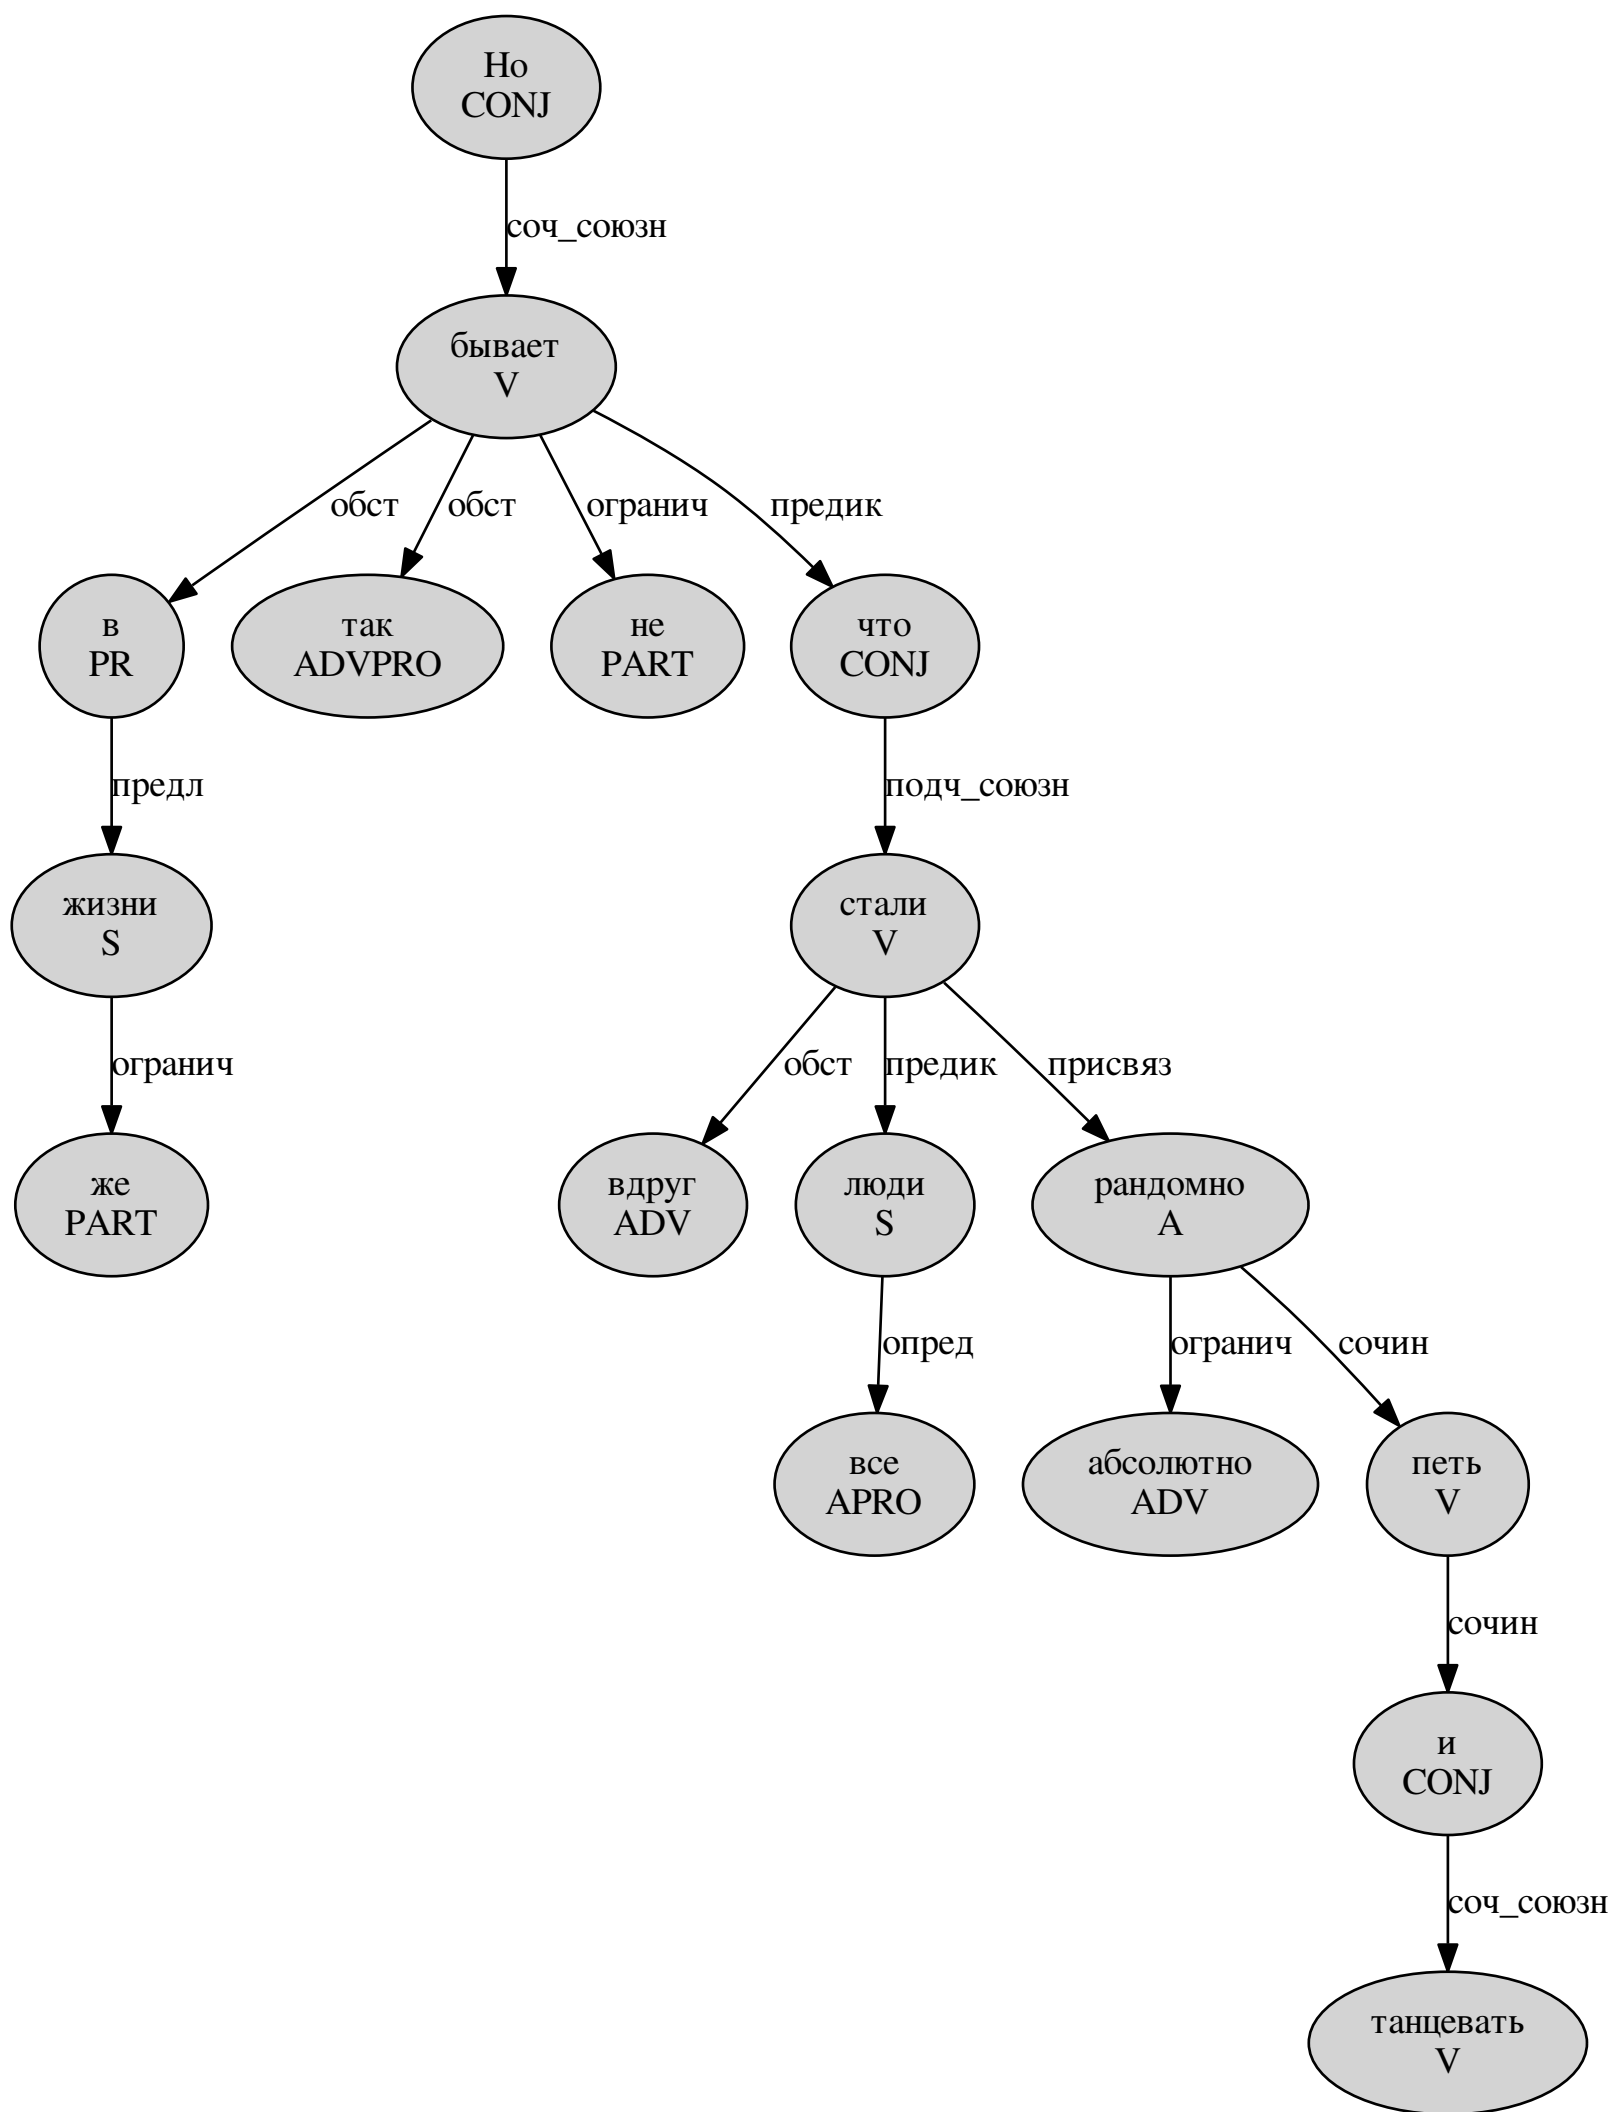 Но
CONJ
соч_союзн
бывает
V
обст
обст
огранич
предик
в
PR
так
ADVPRO
не
PART
что
CONJ
предл
подч_союзн
жизни
S
стали
V
огранич
обст
предик
присвяз
же
PART
вдруг
ADV
люди
S
рандомно
A
опред
огранич
сочин
все
APRO
абсолютно
ADV
петь
V
сочин
и
CONJ
соч_союзн
танцевать
V